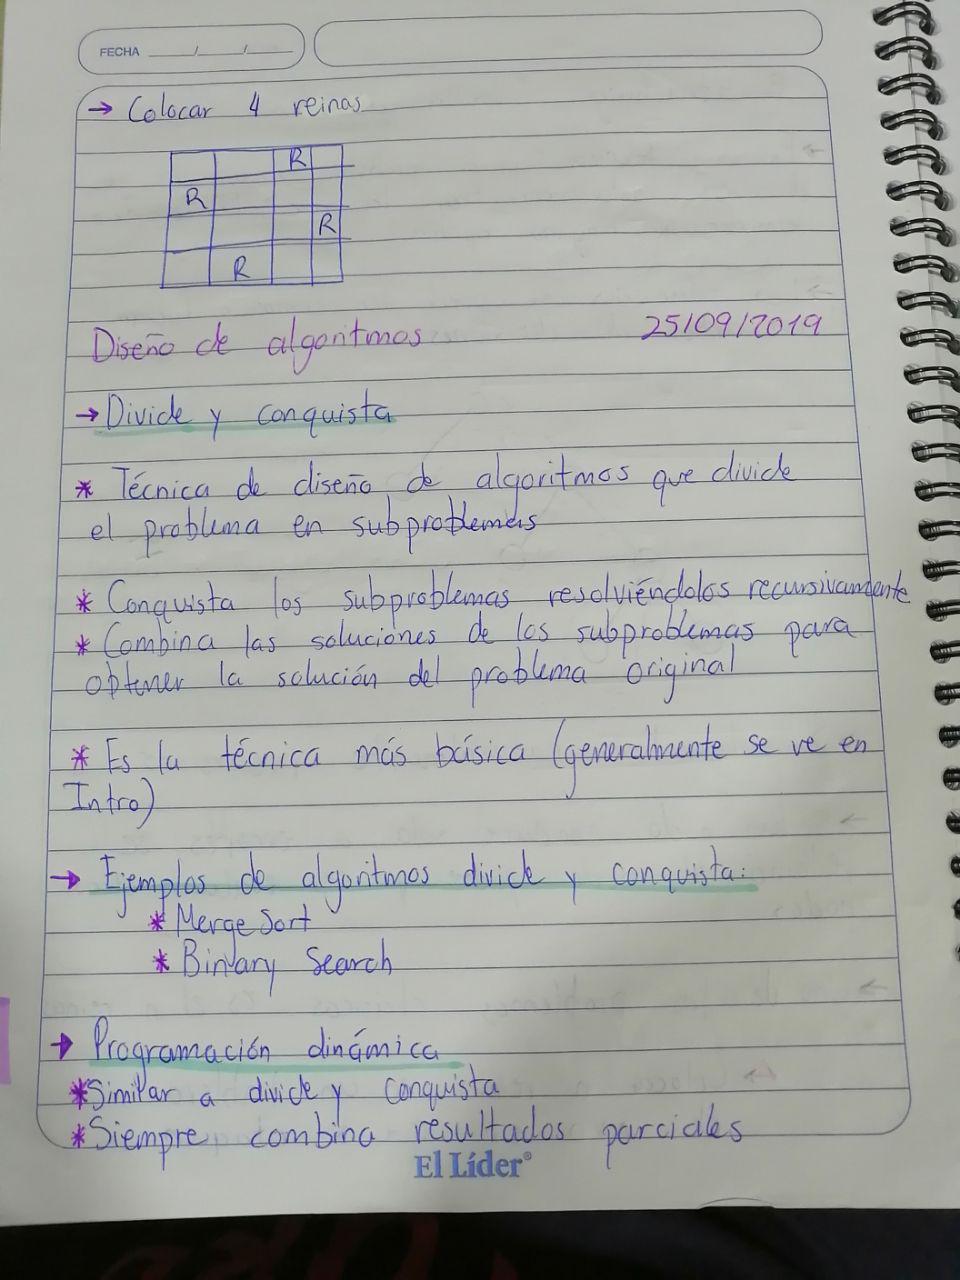 FECHA ____/____/____
→ Colocar 4 reinas
R
R
R
R
Diseño de algoritmos 25/09/2019
→ Divide y conquista
* Técnica de diseño de algoritmos que divide
el problema en subproblemas
* Conquista los subproblemas resolviéndolos recursivamente
* Combina las soluciones de los subproblemas para
obtener la solución del problema original
* Es la técnica más básica (generalmente se ve en
Intro)
→ Ejemplos de algoritmos divide y conquista:
* Merge Sort
* Binary Search
→ Programación dinámica
* Similar a divide y conquista
* Siempre combina resultados parciales
El Líder®